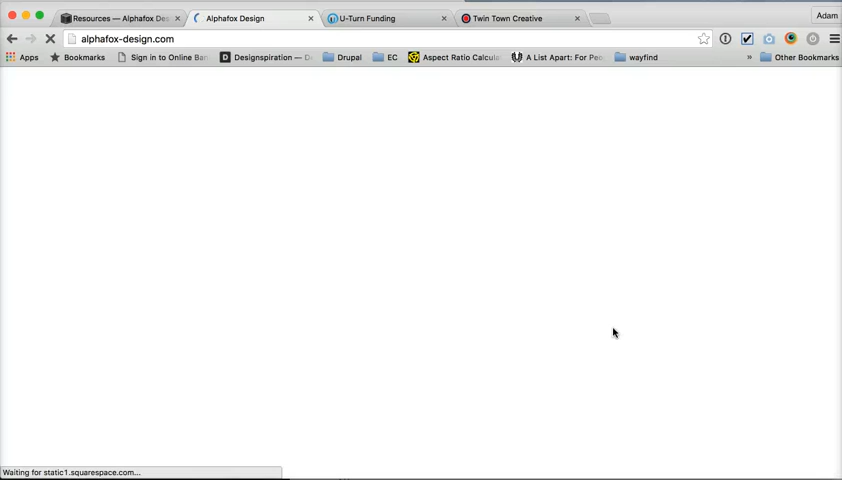 Resources — Alphafox Des
Alphafox Design
U-Turn Funding
Twin Town Creative
Adam
alphafox-design.com
Apps
Bookmarks
Sign in to Online Ban
Designspiration — De
Drupal
EC
Aspect Ratio Calcula
A List Apart: For Peop
wayfind
»
Other Bookmarks
Waiting for static1.squarespace.com...